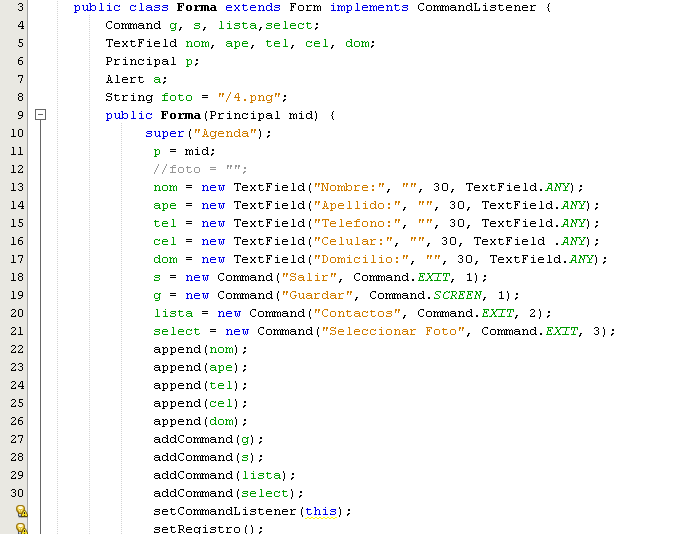 3 public class Forma extends Form implements CommandListener {
4 Command g, s, lista,select;
5 TextField nom, ape, tel, cel, dom;
6 Principal p;
7 Alert a;
8 String foto = "/4.png";
9 public Forma(Principal mid) {
10 super("Agenda");
11 p = mid;
12 //foto = "";
13 nom = new TextField("Nombre:", "", 30, TextField.ANY);
14 ape = new TextField("Apellido:", "", 30, TextField.ANY);
15 tel = new TextField("Telefono:", "", 30, TextField.ANY);
16 cel = new TextField("Celular:", "", 30, TextField .ANY);
17 dom = new TextField("Domicilio:", "", 30, TextField.ANY);
18 s = new Command("Salir", Command.EXIT, 1);
19 g = new Command("Guardar", Command.SCREEN, 1);
20 lista = new Command("Contactos", Command.EXIT, 2);
21 select = new Command("Seleccionar Foto", Command.EXIT, 3);
22 append(nom);
23 append(ape);
24 append(tel);
25 append(cel);
26 append(dom);
27 addCommand(g);
28 addCommand(s);
29 addCommand(lista);
30 addCommand(select);
setCommandListener(this);
setRegistro();